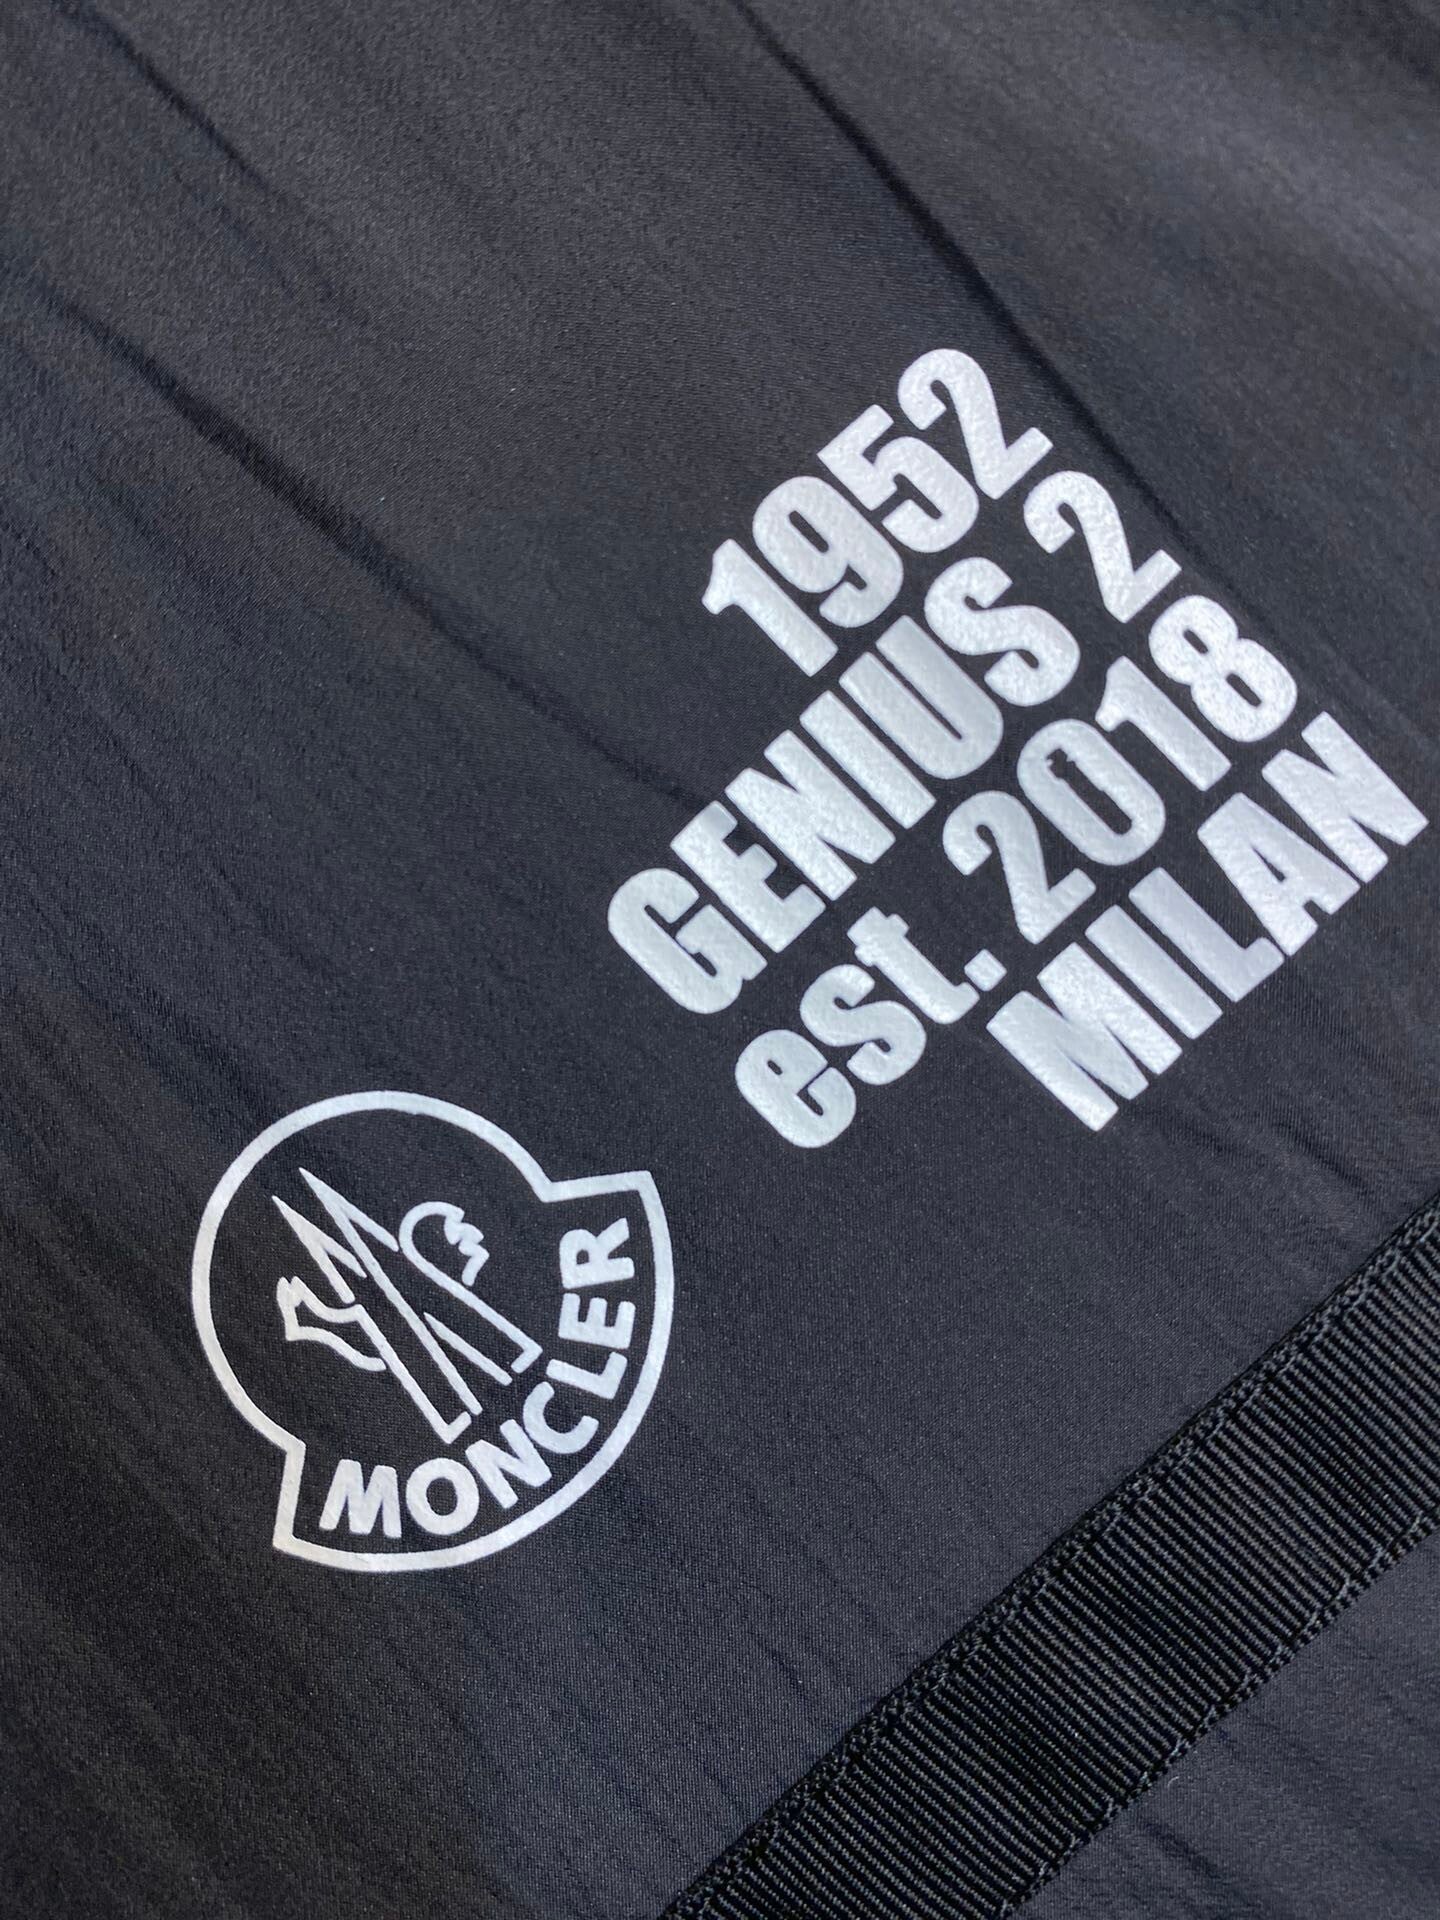 1952
GENIUS 2
est. 2018
MILAN
MONCLER